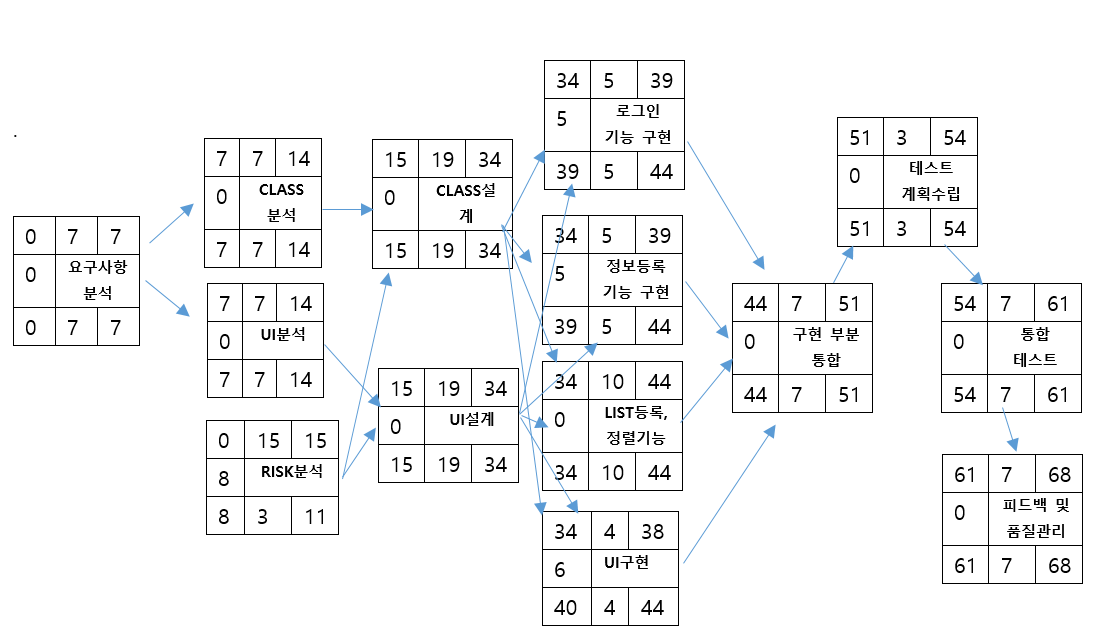 .
0 7 7
0 요구사항
분석
0 7 7
7 7 14
0 CLASS
분석
7 7 14
7 7 14
0 UI분석
7 7 14
0 15 15
8 RISK분석
8 3 11
15 19 34
0 CLASS설
계
15 19 34
15 19 34
0 UI설계
15 19 34
34 5 39
5 로그인
기능 구현
39 5 44
34 5 39
5 정보등록
기능 구현
39 5 44
34 10 44
0 LIST등록,
정렬기능
34 10 44
34 4 38
6 UI구현
40 4 44
44 7 51
0 구현 부분
통합
44 7 51
51 3 54
0 테스트
계획수립
51 3 54
54 7 61
0 통합
테스트
54 7 61
61 7 68
0 피드백 및
품질관리
61 7 68